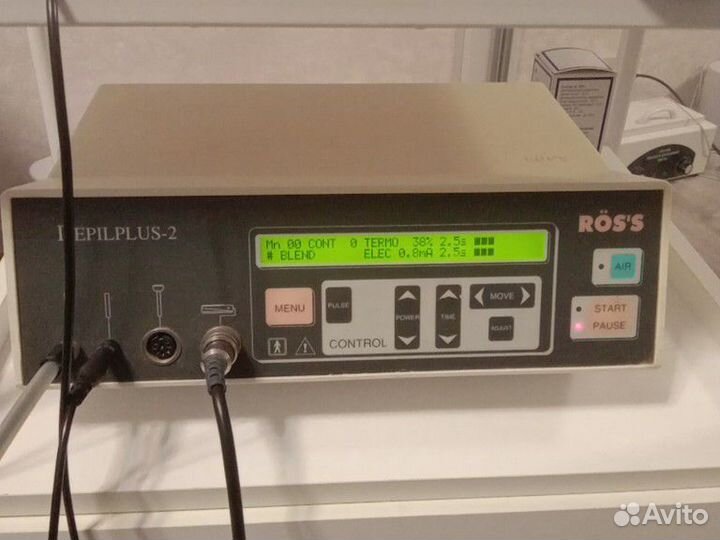 DEPILPLUS-2
RÖS'S
Mn 00 CONT 0 TERMO 38% 2.5s
# BLEND ELEC 0.8mA 2.5s
AIR
MENU
PULSE
POWER
TIME
MOVE
ADJUST
CONTROL
START
PAUSE
Avito